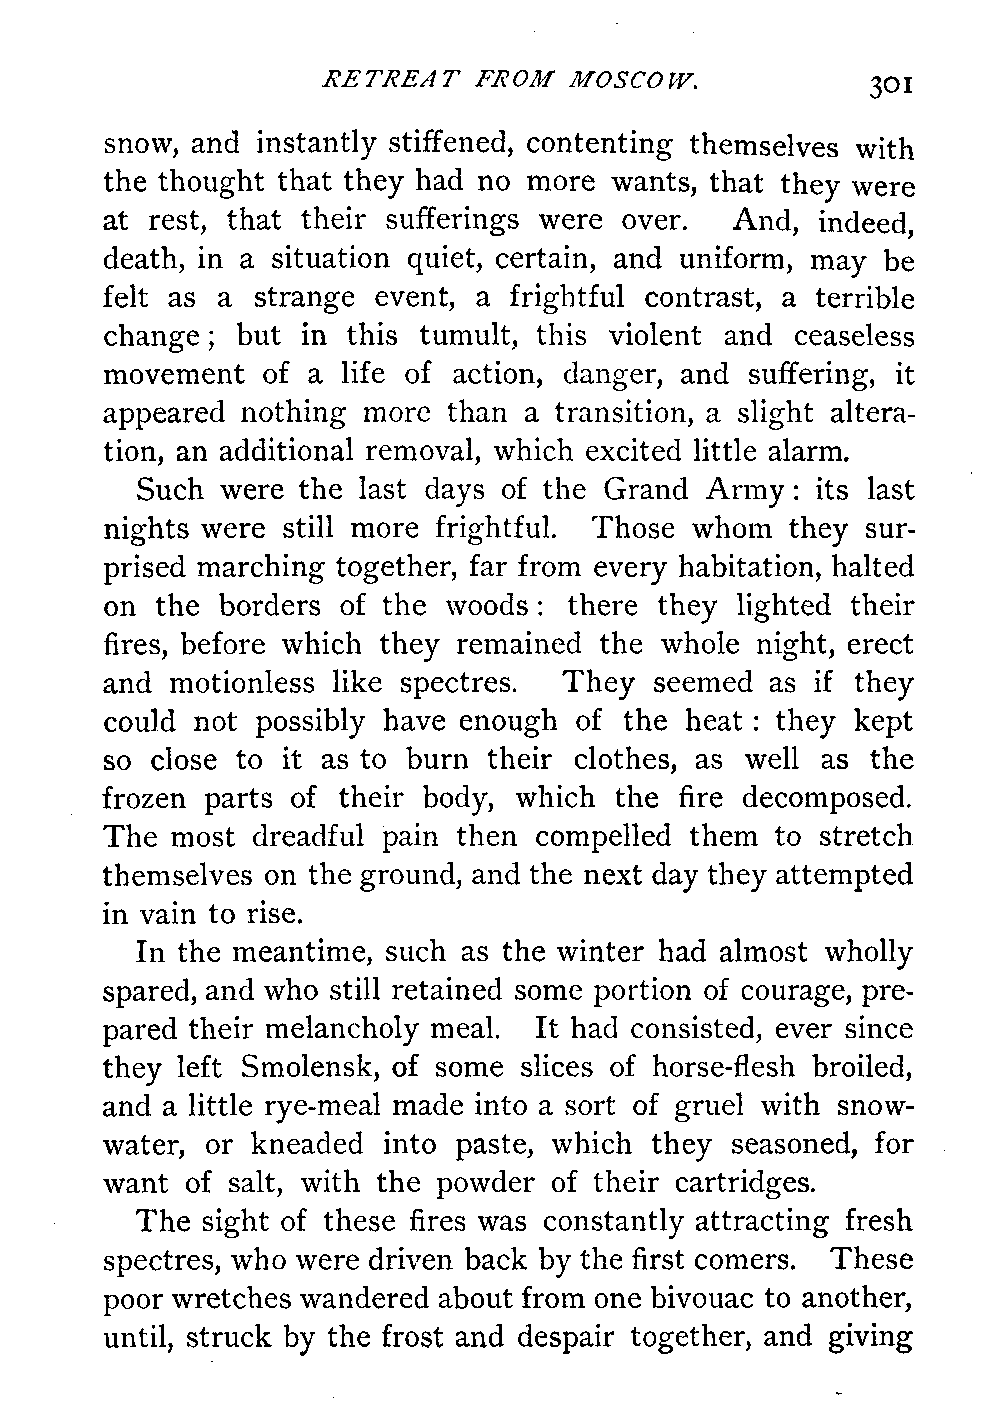 RETREAT FROM MOSCOW. 301
snow, and instantly stiffened, contenting themselves with
the thought that they had no more wants, that they were
at rest, that their sufferings were over. And, indeed,
death, in a situation quiet, certain, and uniform, may be
felt as a strange event, a frightful contrast, a terrible
change ; but in this tumult, this violent and ceaseless
movement of a life of action, danger, and suffering, it
appeared nothing more than a transition, a slight altera-
tion, an additional removal, which excited little alarm.
Such were the last days of the Grand Army : its last
nights were still more frightful. Those whom they sur-
prised marching together, far from every habitation, halted
on the borders of the woods : there they lighted their
fires, before which they remained the whole night, erect
and motionless like spectres. They seemed as if they
could not possibly have enough of the heat : they kept
so close to it as to burn their clothes, as well as the
frozen parts of their body, which the fire decomposed.
The most dreadful pain then compelled them to stretch
themselves on the ground, and the next day they attempted
in vain to rise.
In the meantime, such as the winter had almost wholly
spared, and who still retained some portion of courage, pre-
pared their melancholy meal. It had consisted, ever since
they left Smolensk, of some slices of horse-flesh broiled,
and a little rye-meal made into a sort of gruel with snow-
water, or kneaded into paste, which they seasoned, for
want of salt, with the powder of their cartridges.
The sight of these fires was constantly attracting fresh
spectres, who were driven back by the first comers. These
poor wretches wandered about from one bivouac to another,
until, struck by the frost and despair together, and giving